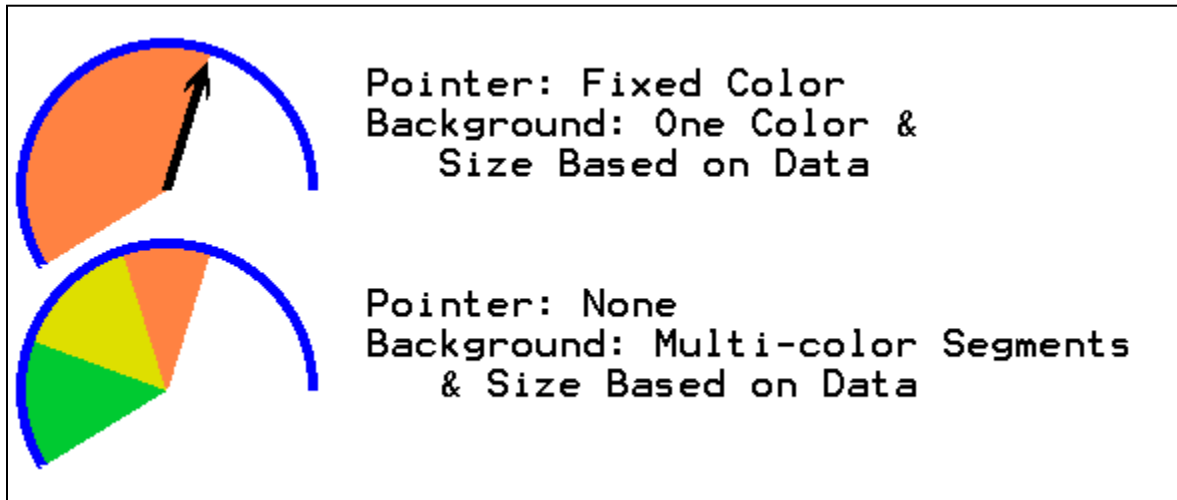 Pointer: Fixed Color
Background: One Color &
Size Based on Data
Pointer: None
Background: Multi-color Segments
& Size Based on Data